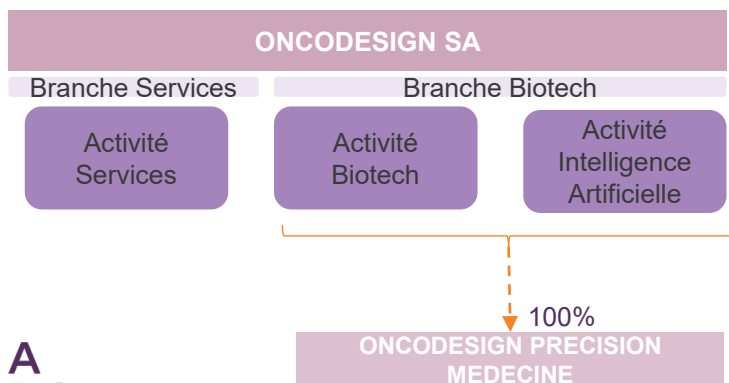 ONCODESIGN SA
Branche Services
Branche Biotech
Activité
Services
Activité
Biotech
Activité
Intelligence
Artificielle
100%
A
ONCODESIGN PRECISION
MEDECINE